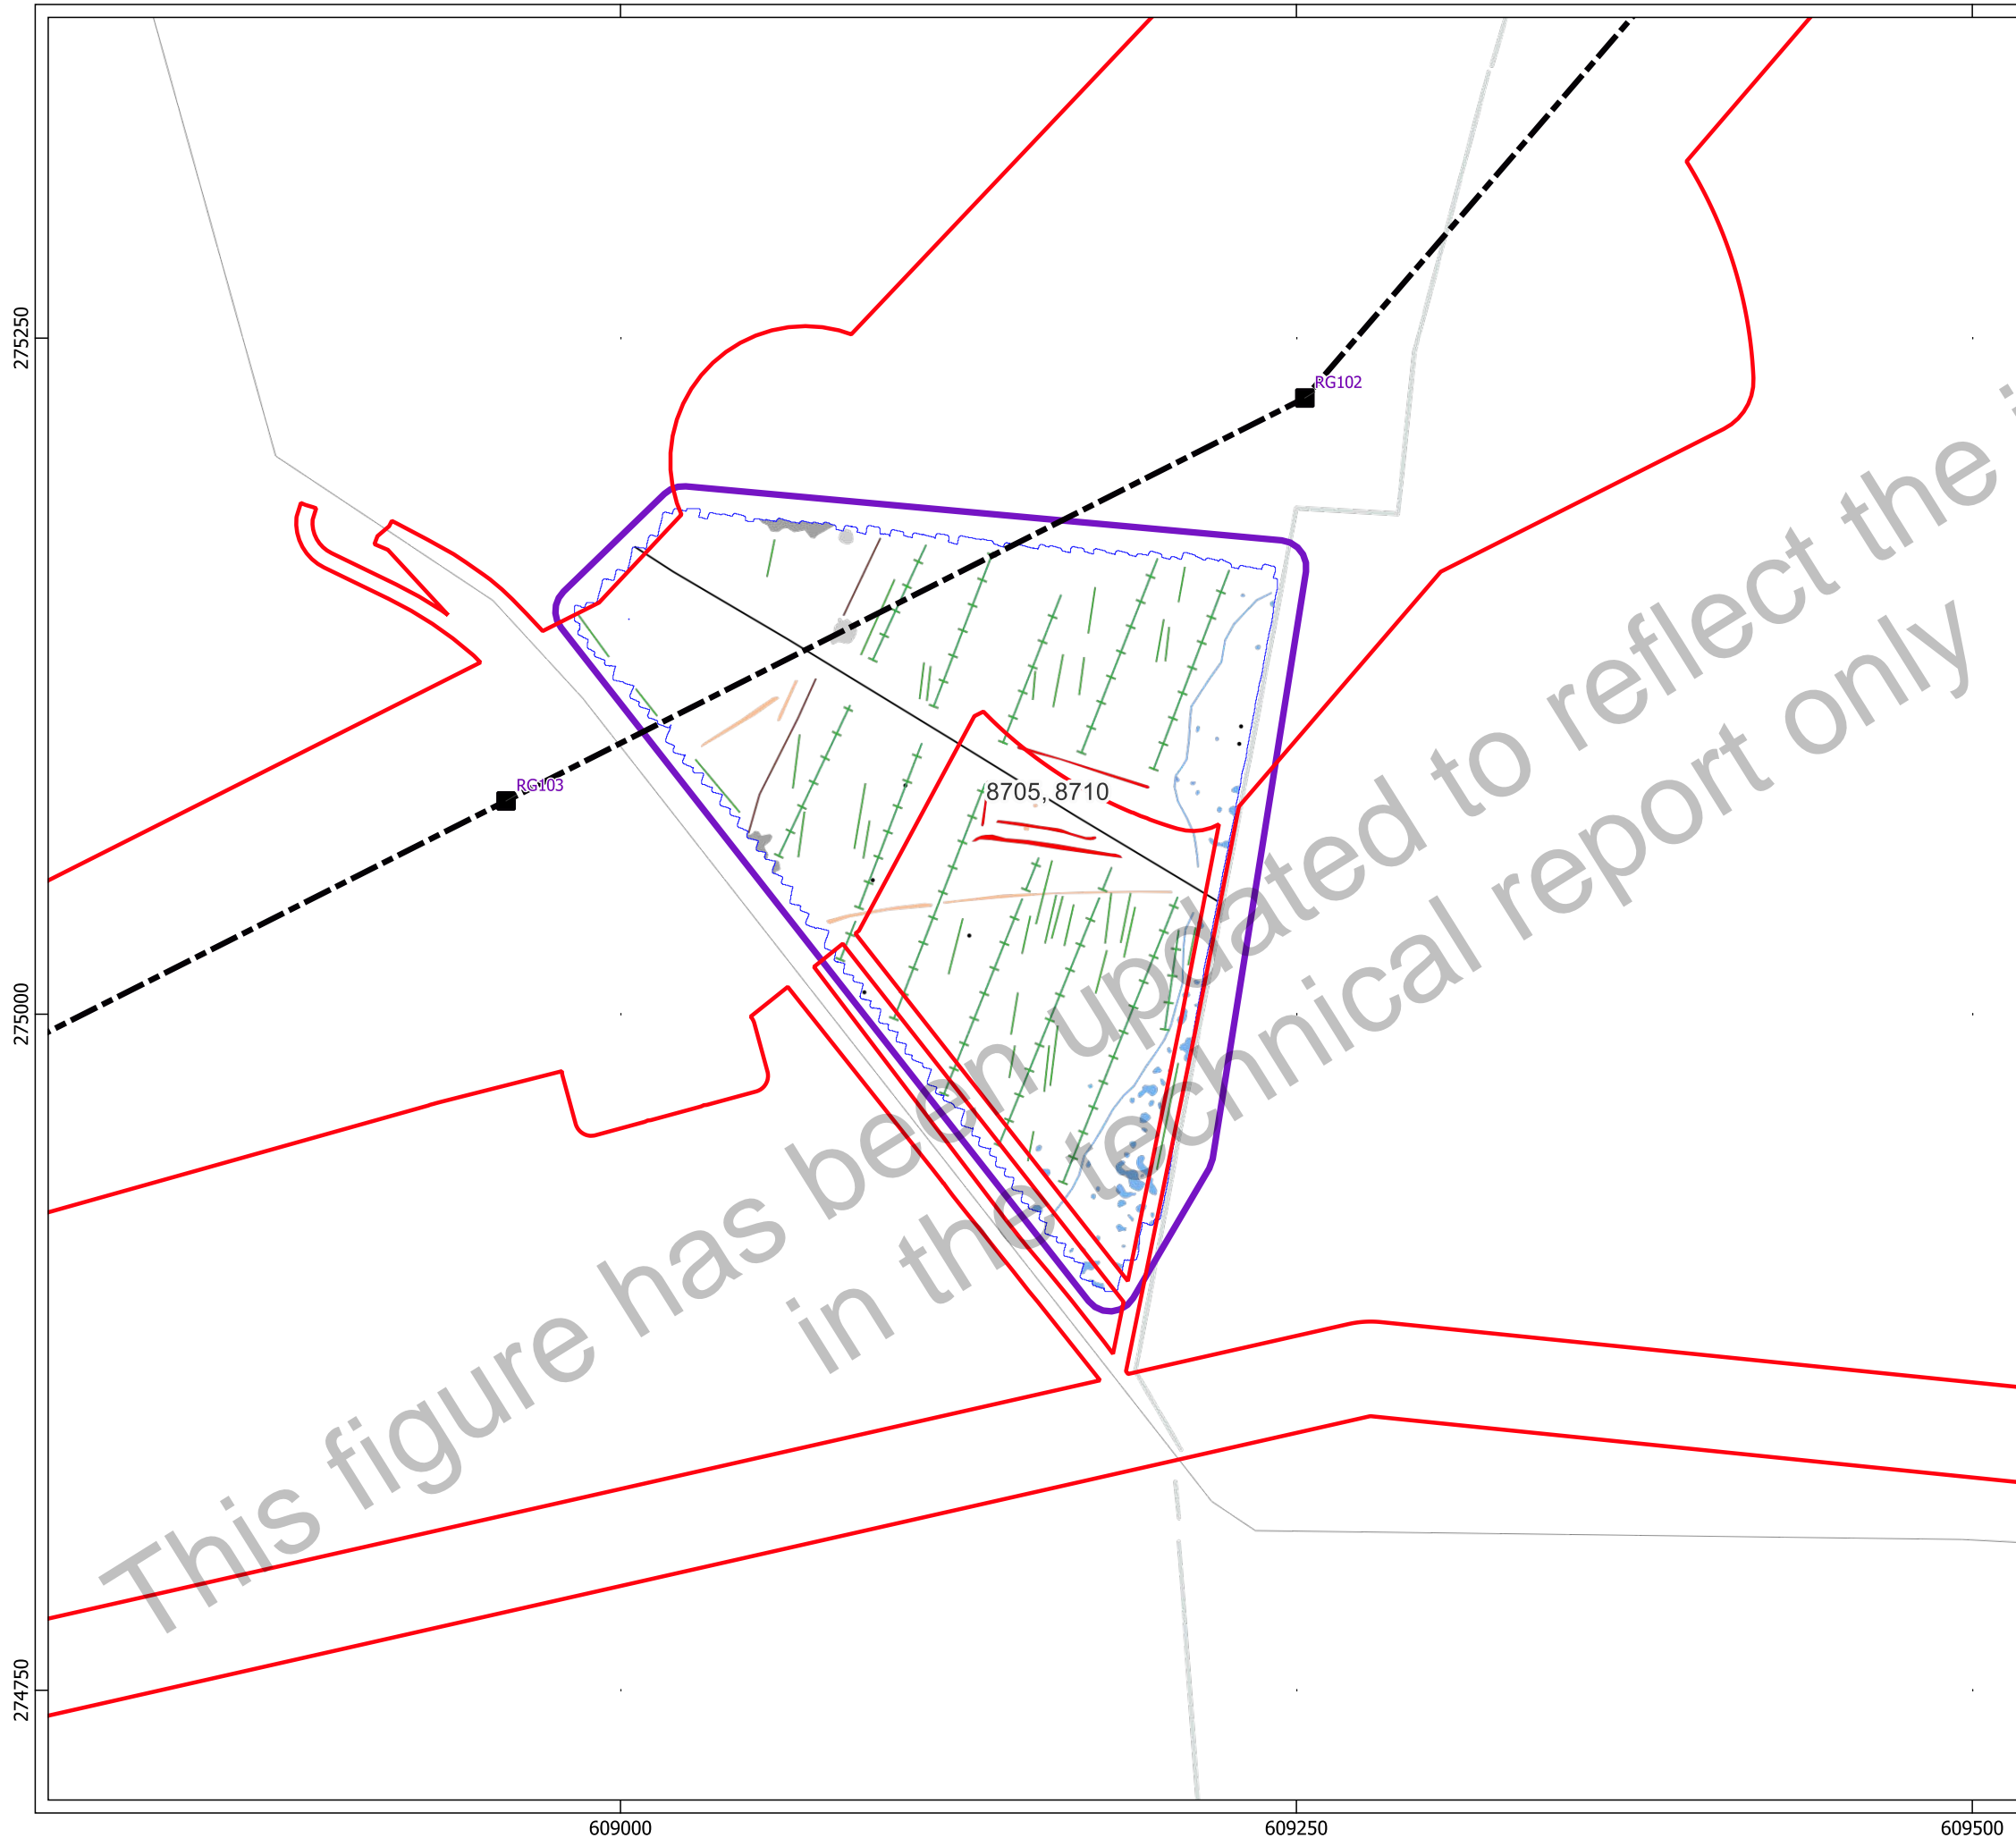 275250
275000
274750
RG102
RG103
8705, 8710
This figure has been updated to reflect the i
in the technical report only
609000
609250
609500